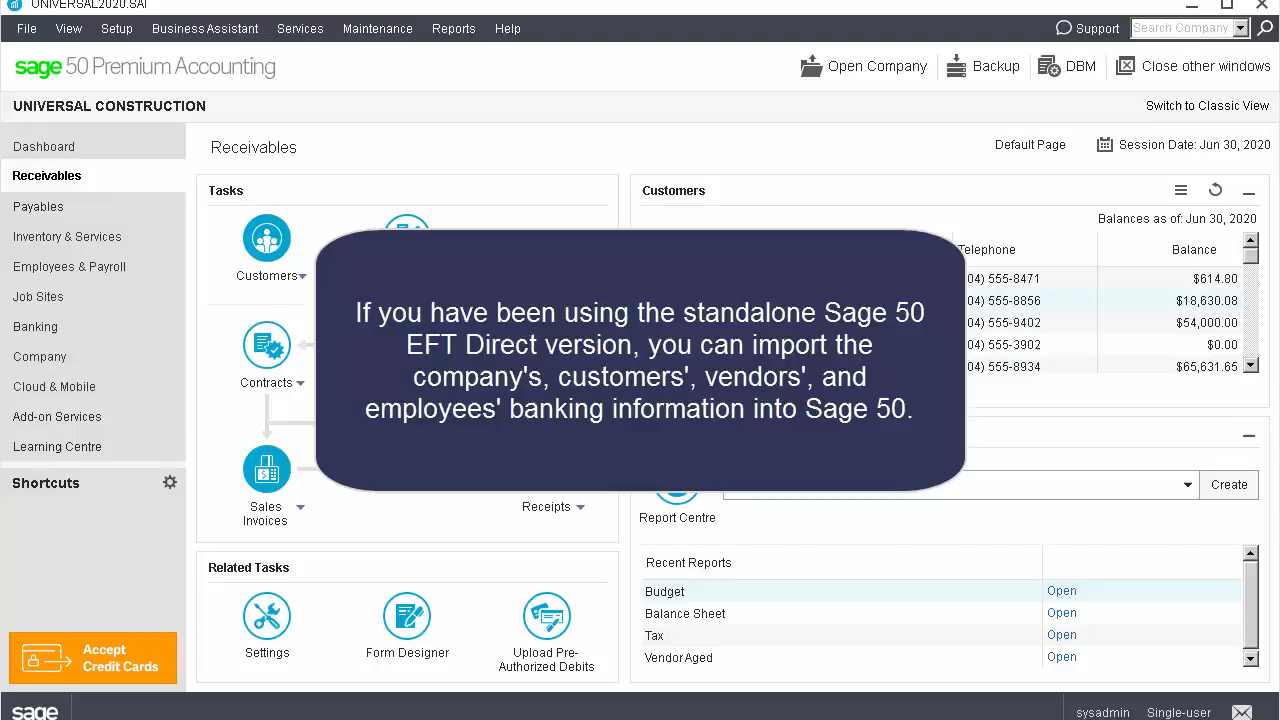 UNIVERSAL2020.SAI
File View Setup Business Assistant Services Maintenance Reports Help
Support Search Company
sage 50 Premium Accounting
Open Company Backup DBM Close other windows
UNIVERSAL CONSTRUCTION
Switch to Classic View
Dashboard
Receivables
Payables
Inventory & Services
Employees & Payroll
Job Sites
Banking
Company
Cloud & Mobile
Add-on Services
Learning Centre
Shortcuts
Accept
Credit Cards
Receivables
Default Page Session Date: Jun 30, 2020
Tasks
Customers
Contracts
Sales
Invoices
Receipts
If you have been using the standalone Sage 50
EFT Direct version, you can import the
company's, customers', vendors', and
employees' banking information into Sage 50.
Customers
Balances as of: Jun 30, 2020
Telephone Balance
04) 555-8471 $614.80
04) 555-8856 $18,630.08
04) 555-9402 $54,000.00
04) 555-3902 $0.00
04) 555-8934 $65,631.65
Create
Report Centre
Recent Reports
Budget Open
Balance Sheet Open
Tax Open
Vendor Aged Open
Related Tasks
Settings
Form Designer
Upload Pre-
Authorized Debits
sage
sysadmin Single-user